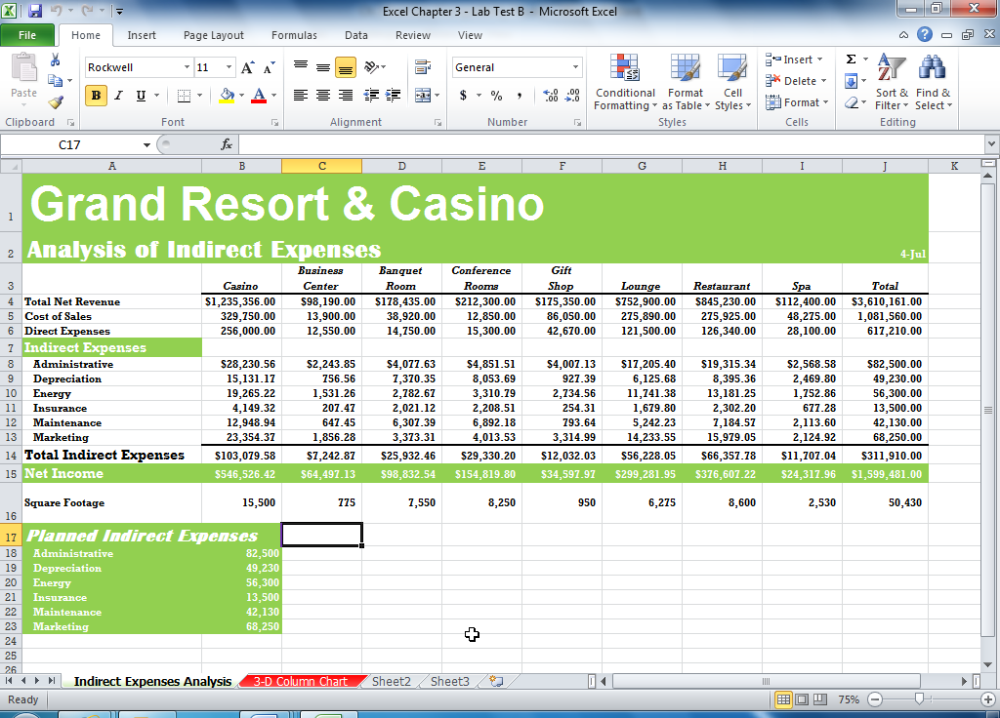 Excel Chapter 3 - Lab Test B - Microsoft Excel
File Home Insert Page Layout Formulas Data Review View
Paste
Rockwell 11
B I U A
General
$ % ,
Conditional Formatting
Format as Table
Cell Styles
Insert
Delete
Format
Σ
Sort & Filter
Find & Select
Clipboard Font Alignment Number Styles Cells Editing
C17 fx
A B C D E F G H I J K
1 Grand Resort & Casino
2 Analysis of Indirect Expenses 4-Jul
3 Casino Business Center Banquet Room Conference Rooms Gift Shop Lounge Restaurant Spa Total
4 Total Net Revenue $1,235,356.00 $98,190.00 $178,435.00 $212,300.00 $175,350.00 $752,900.00 $845,230.00 $112,400.00 $3,610,161.00
5 Cost of Sales 329,750.00 13,900.00 38,920.00 12,850.00 86,050.00 275,890.00 275,925.00 48,275.00 1,081,560.00
6 Direct Expenses 256,000.00 12,550.00 14,750.00 15,300.00 42,670.00 121,500.00 126,340.00 28,100.00 617,210.00
7 Indirect Expenses
8 Administrative $28,230.56 $2,243.85 $4,077.63 $4,851.51 $4,007.13 $17,205.40 $19,315.34 $2,568.58 $82,500.00
9 Depreciation 15,131.17 756.56 7,370.35 8,053.69 927.39 6,125.68 8,395.36 2,469.80 49,230.00
10 Energy 19,265.22 1,531.26 2,782.67 3,310.79 2,734.56 11,741.38 13,181.25 1,752.86 56,300.00
11 Insurance 4,149.32 207.47 2,021.12 2,208.51 254.31 1,679.80 2,302.20 677.28 13,500.00
12 Maintenance 12,948.94 647.45 6,307.39 6,892.18 793.64 5,242.23 7,184.57 2,113.60 42,130.00
13 Marketing 23,354.37 1,856.28 3,373.31 4,013.53 3,314.99 14,233.55 15,979.05 2,124.92 68,250.00
14 Total Indirect Expenses $103,079.58 $7,242.87 $25,932.46 $29,330.20 $12,032.03 $56,228.05 $66,357.78 $11,707.04 $311,910.00
15 Net Income $546,526.42 $64,497.13 $98,832.54 $154,819.80 $34,597.97 $299,281.95 $376,607.22 $24,317.96 $1,599,481.00
16 Square Footage 15,500 775 7,550 8,250 950 6,275 8,600 2,530 50,430
17 Planned Indirect Expenses
18 Administrative 82,500
19 Depreciation 49,230
20 Energy 56,300
21 Insurance 13,500
22 Maintenance 42,130
23 Marketing 68,250
24
25
26
Indirect Expenses Analysis 3-D Column Chart Sheet2 Sheet3
Ready 75%